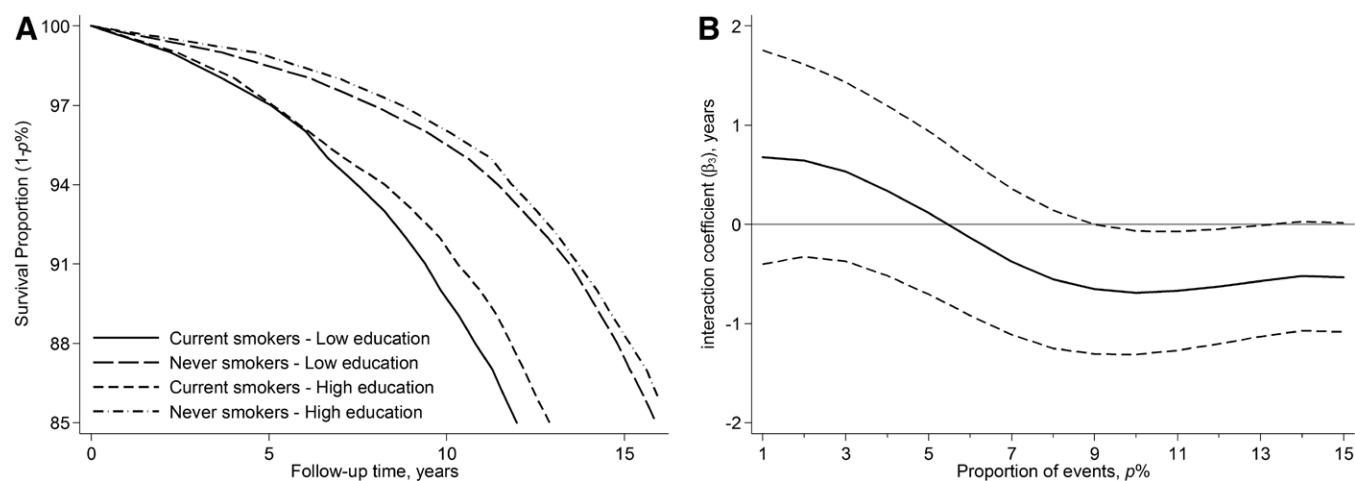 A
100
97
94
91
88
85
Survival Proportion (1-p%)
Current smokers - Low education
Never smokers - Low education
Current smokers - High education
Never smokers - High education
0
5
10
15
Follow-up time, years
B
2
1
0
-1
-2
interaction coefficient (β₃), years
1
3
5
7
9
11
13
15
Proportion of events, p%